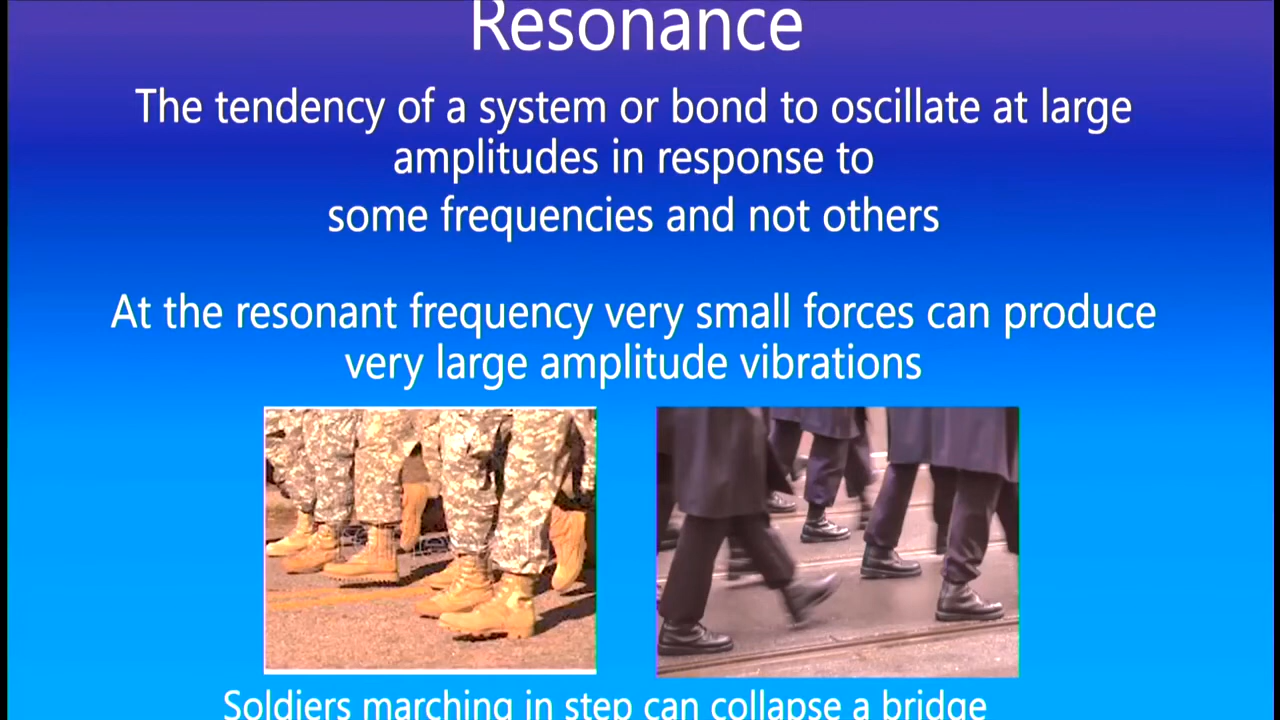 Resonance
The tendency of a system or bond to oscillate at large
amplitudes in response to
some frequencies and not others
At the resonant frequency very small forces can produce
very large amplitude vibrations
Soldiers marching in step can collapse a bridge